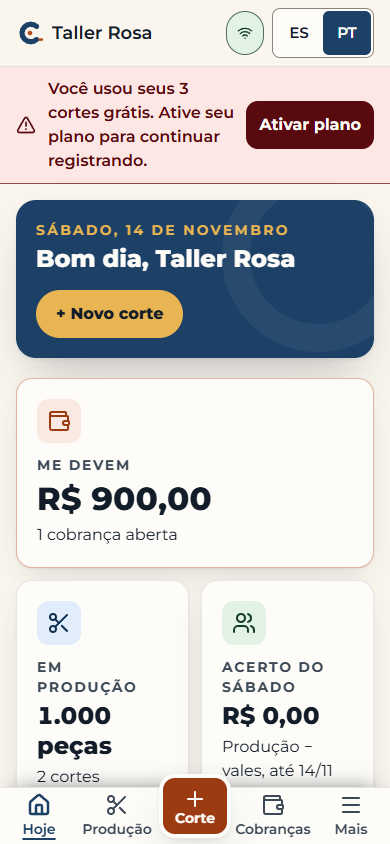 Taller Rosa
ES
PT
Você usou seus 3
cortes grátis. Ative seu
plano para continuar
registrando.
Ativar plano
SÁBADO, 14 DE NOVEMBRO
Bom dia, Taller Rosa
+ Novo corte
ME DEVEM
R$ 900,00
1 cobrança aberta
EM
PRODUÇÃO
1.000
peças
2 cortes
ACERTO DO
SÁBADO
R$ 0,00
Produção −
vales, até 14/11
Hoje
Produção
Corte
Cobranças
Mais